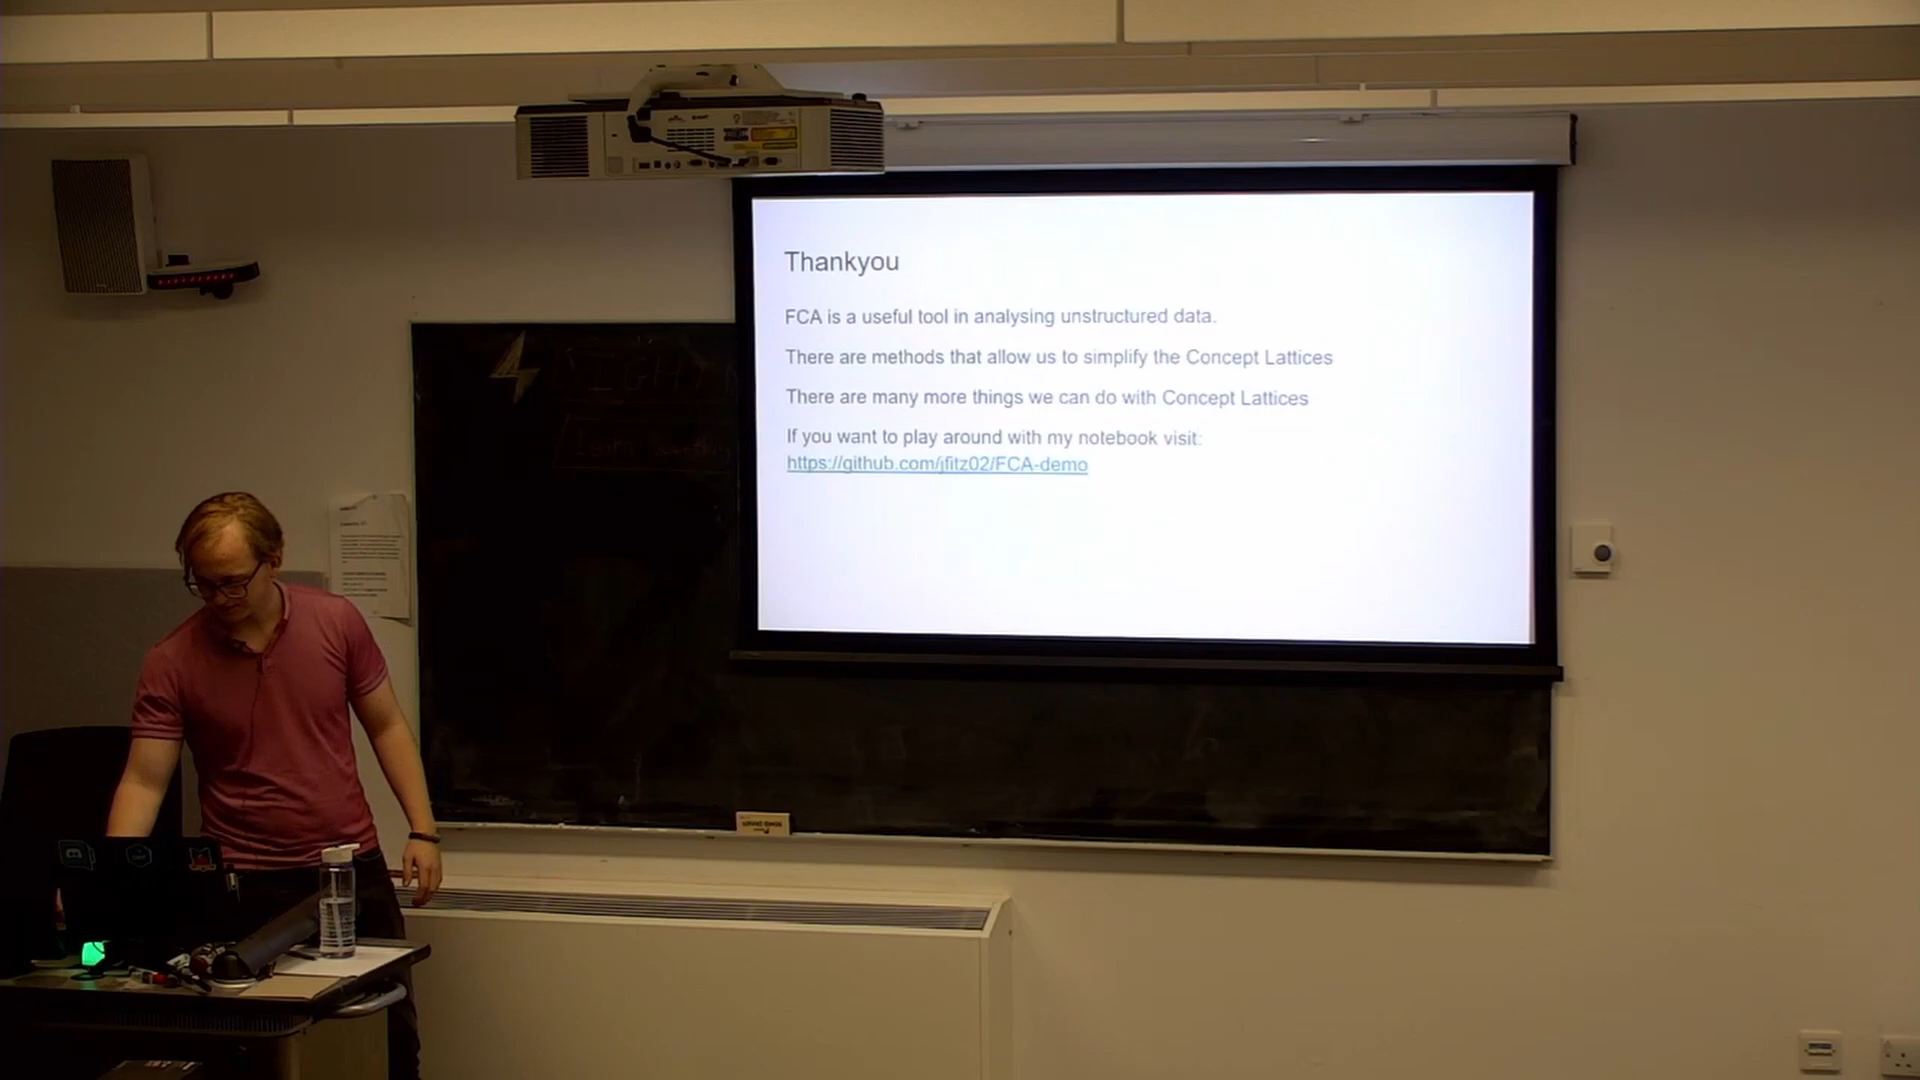 Thankyou
FCA is a useful tool in analysing unstructured data.
There are methods that allow us to simplify the Concept Lattices
There are many more things we can do with Concept Lattices
If you want to play around with my notebook visit:
https://github.com/jfitz02/FCA-demo